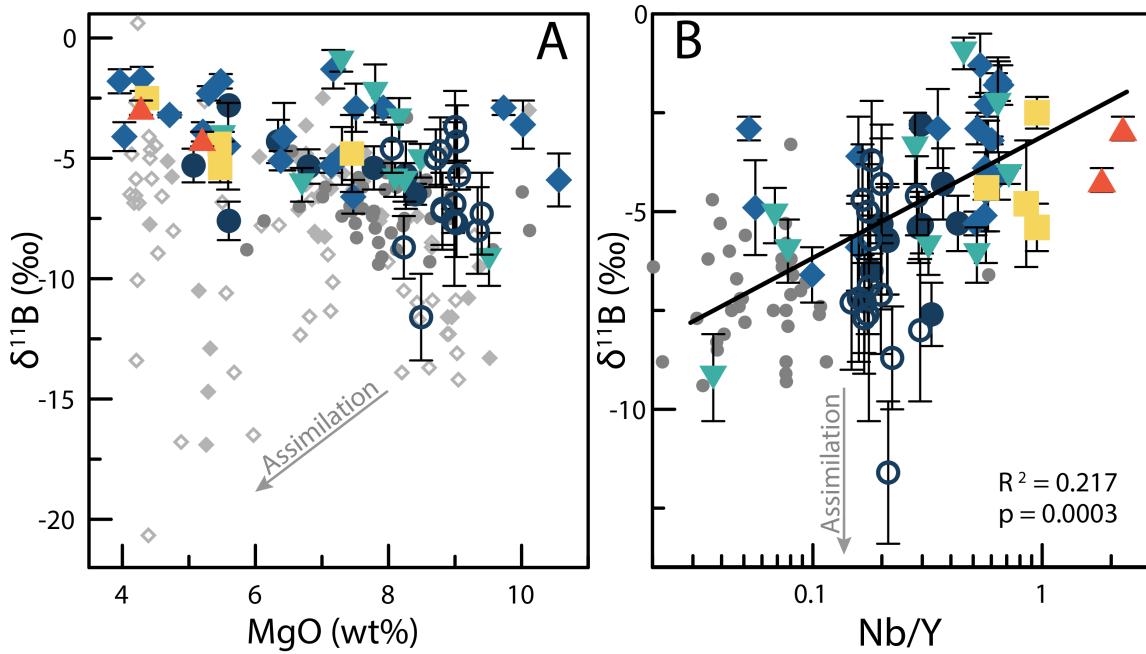 A
0
-5
-10
-15
-20
δ¹¹B (‰)
Assimilation
4
6
8
10
MgO (wt%)
B
0
-5
-10
δ¹¹B (‰)
Assimilation
R² = 0.217
p = 0.0003
0.1
1
Nb/Y